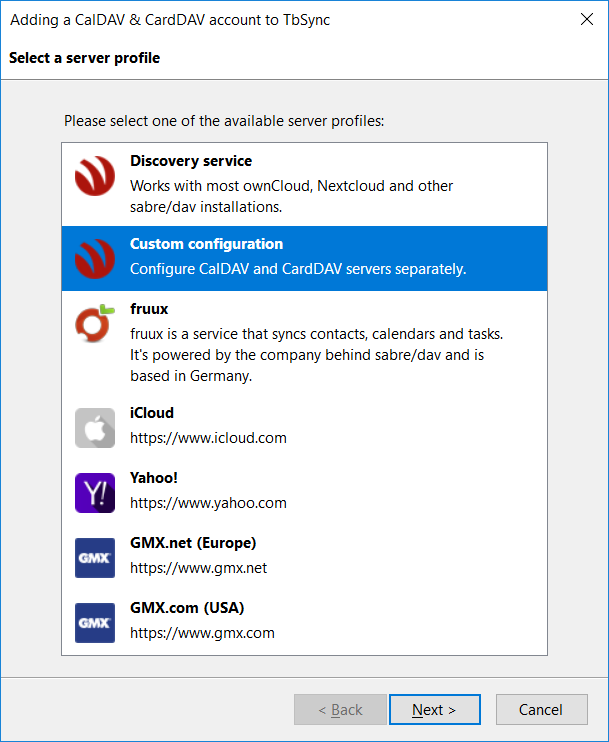 Adding a CalDAV & CardDAV account to TbSync
Select a server profile
Please select one of the available server profiles:
Discovery service
Works with most ownCloud, Nextcloud and other
sabre/dav installations.
Custom configuration
Configure CalDAV and CardDAV servers separately.
fruux
fruux is a service that syncs contacts, calendars and tasks.
It's powered by the company behind sabre/dav and is
based in Germany.
iCloud
https://www.icloud.com
Y!
Yahoo!
https://www.yahoo.com
GMX
GMX.net (Europe)
https://www.gmx.net
GMX
GMX.com (USA)
https://www.gmx.com
< Back
Next >
Cancel